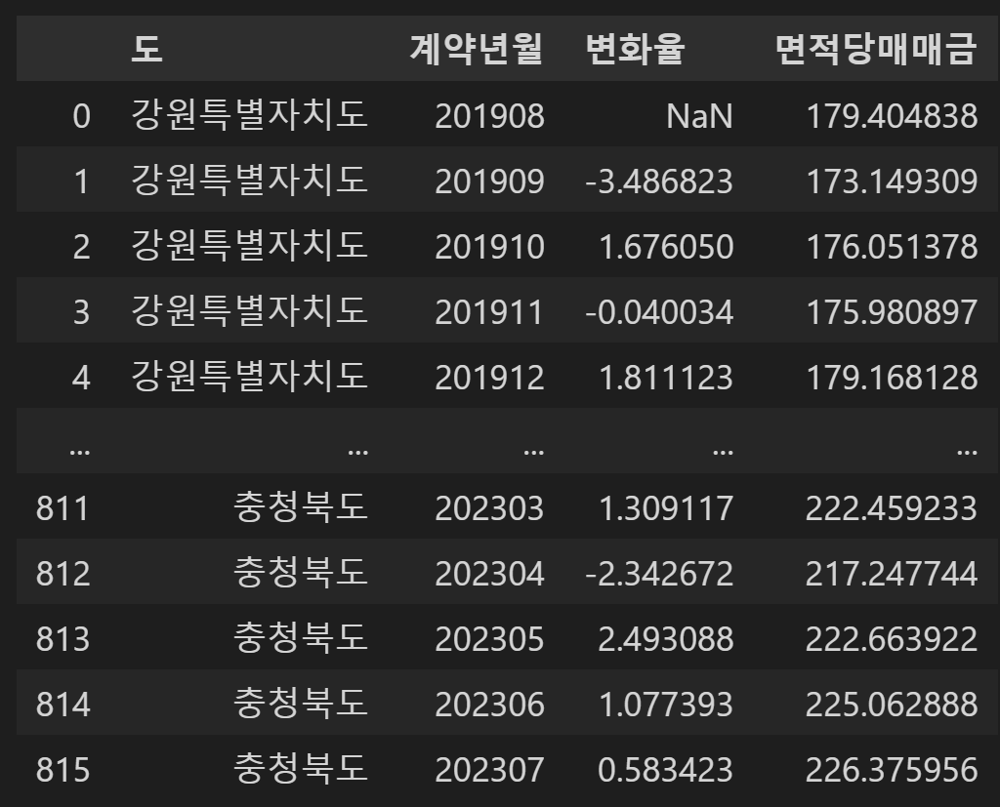 도 계약년월 변화율 면적당매매금
0 강원특별자치도 201908 NaN 179.404838
1 강원특별자치도 201909 -3.486823 173.149309
2 강원특별자치도 201910 1.676050 176.051378
3 강원특별자치도 201911 -0.040034 175.980897
4 강원특별자치도 201912 1.811123 179.168128
... ... ... ... ...
811 충청북도 202303 1.309117 222.459233
812 충청북도 202304 -2.342672 217.247744
813 충청북도 202305 2.493088 222.663922
814 충청북도 202306 1.077393 225.062888
815 충청북도 202307 0.583423 226.375956